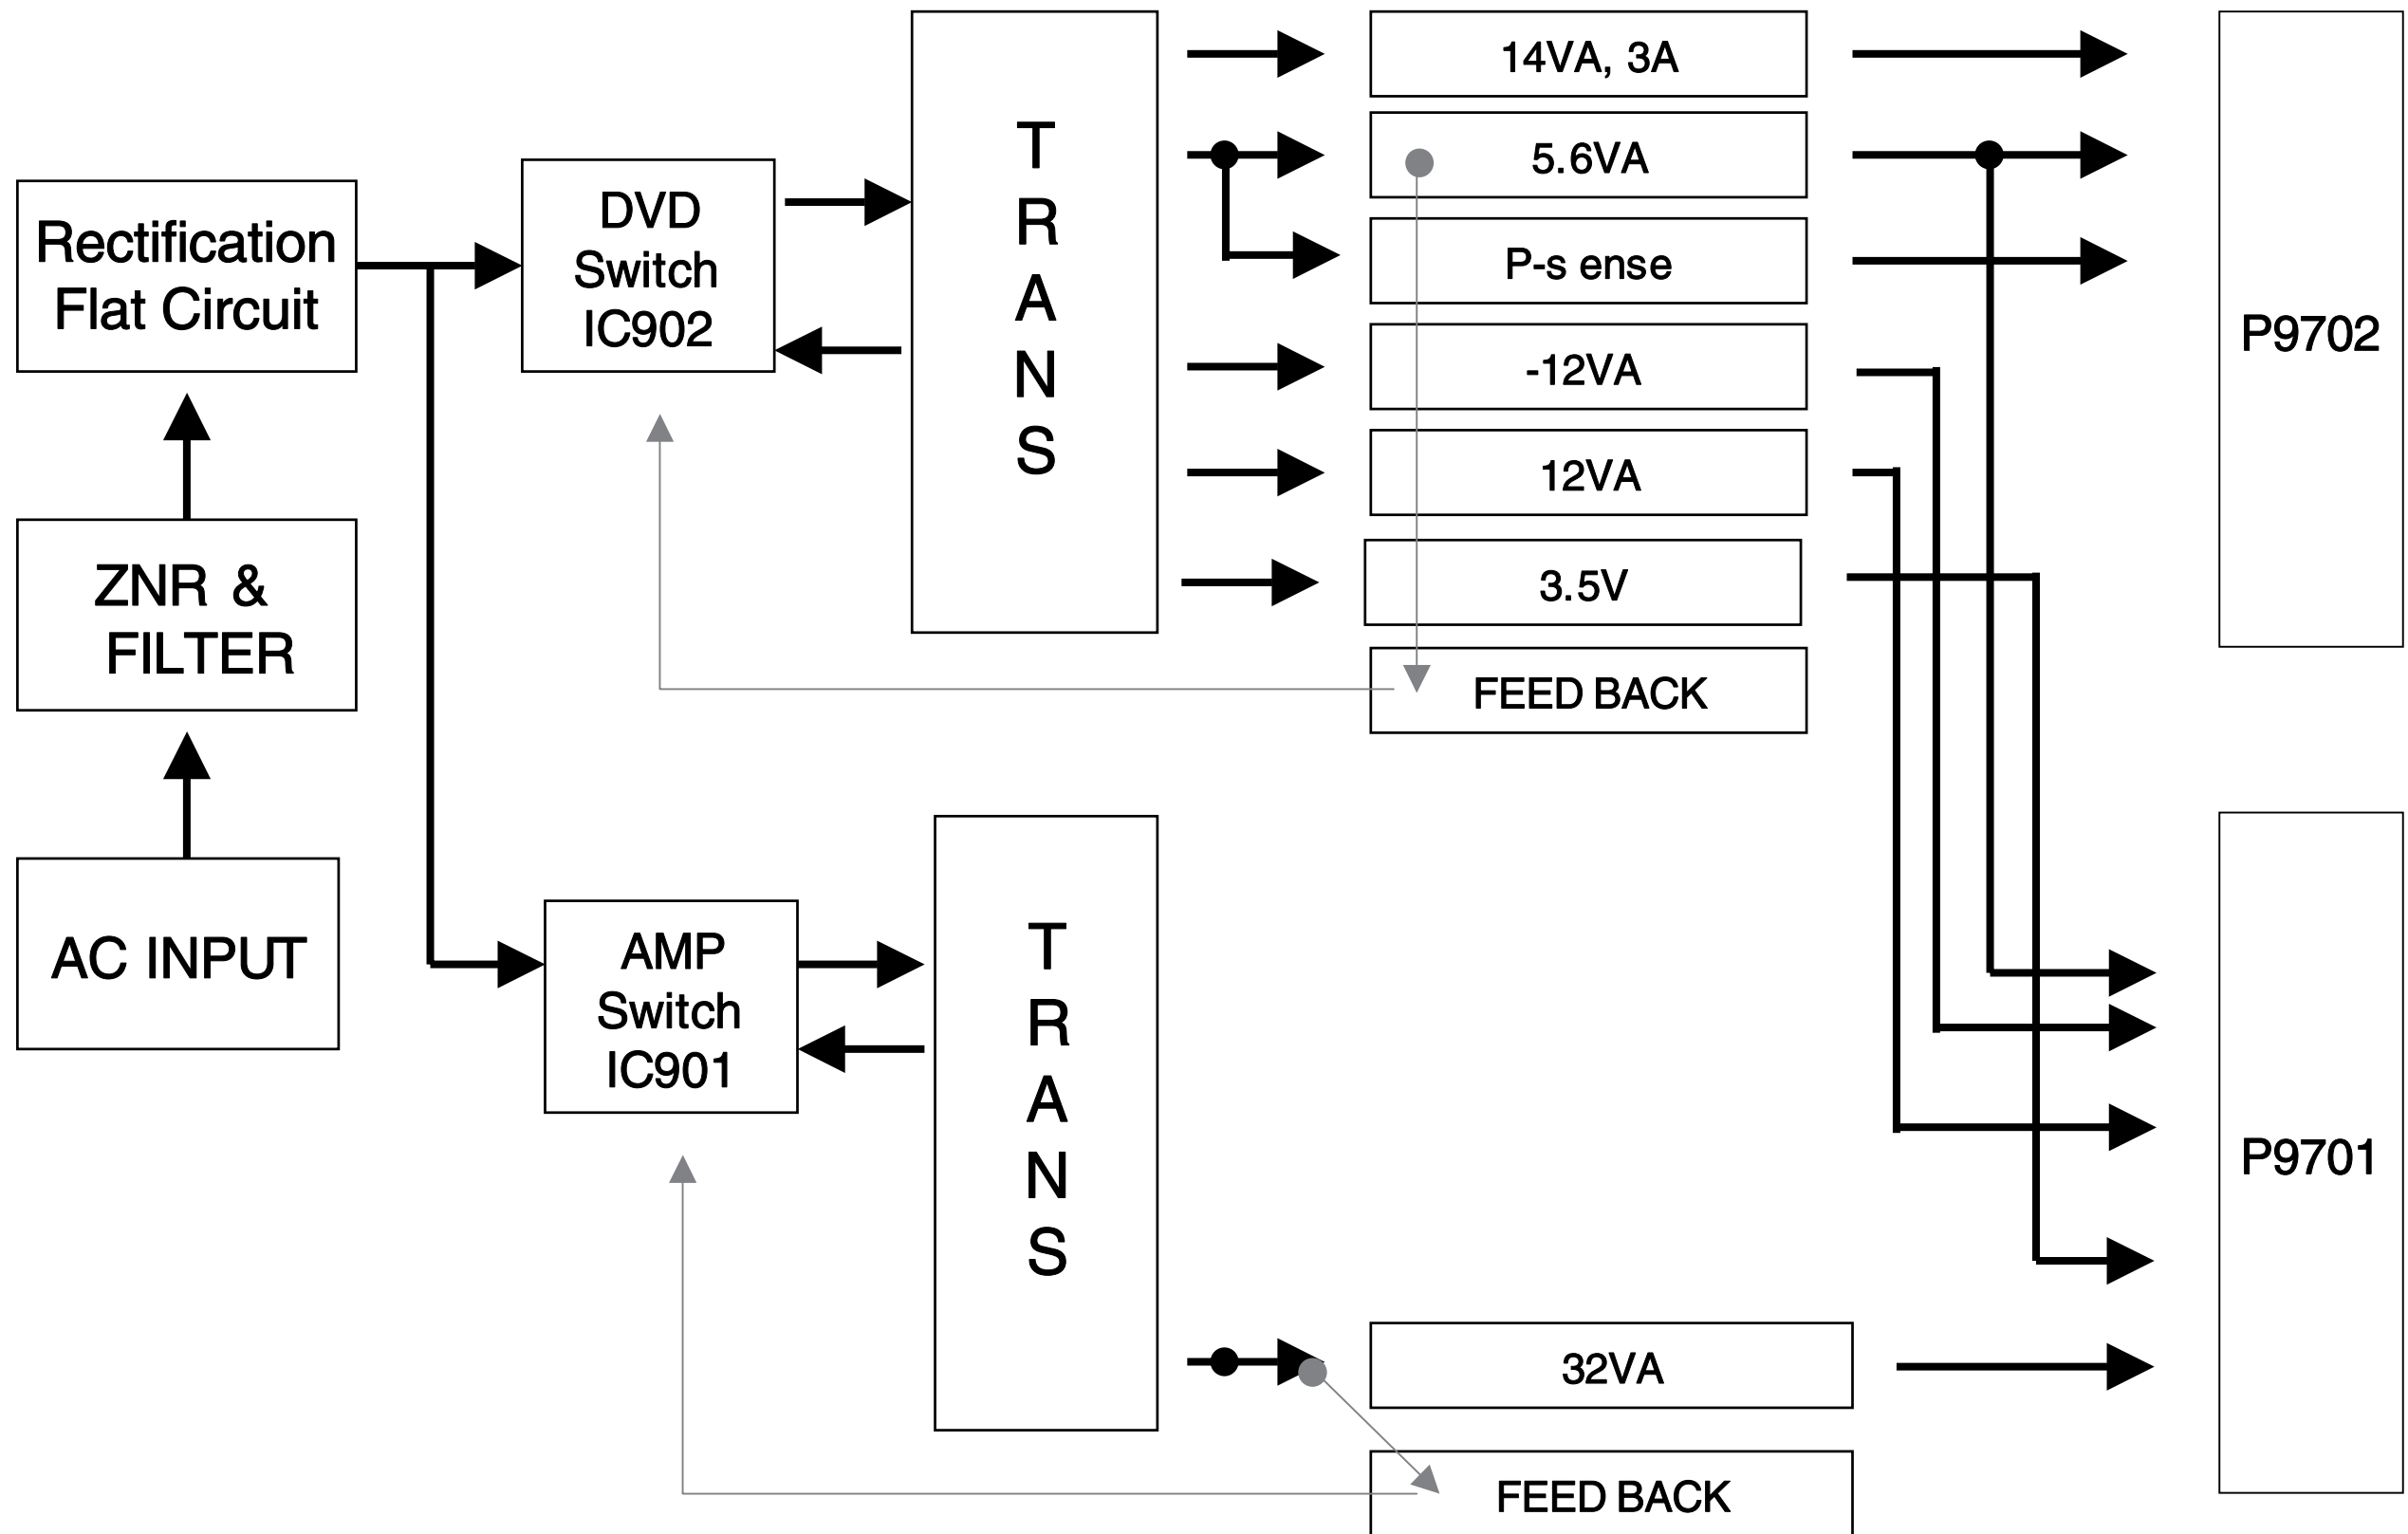 Rectification
Flat Circuit
ZNR &
FILTER
AC INPUT
DVD
Switch
IC902
T
R
A
N
S
14VA, 3A
5.6VA
P-s ense
-12VA
12VA
3.5V
FEED BACK
P9702
AMP
Switch
IC901
T
R
A
N
S
32VA
FEED BACK
P9701